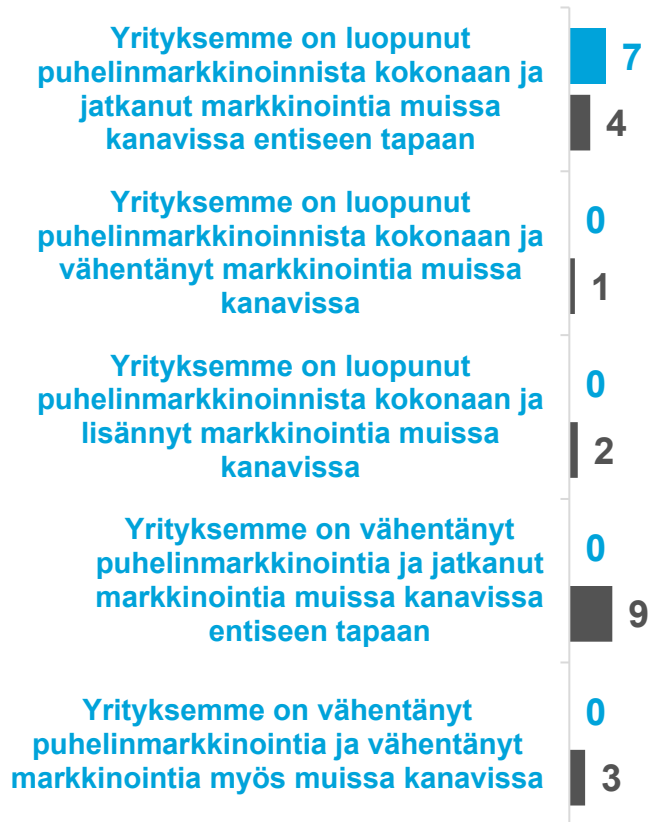 Yrityksemme on luopunut
puhelinmarkkinoinnista kokonaan ja
jatkanut markkinointia muissa
kanavissa entiseen tapaan
7
4
Yrityksemme on luopunut
puhelinmarkkinoinnista kokonaan ja
vähentänyt markkinointia muissa
kanavissa
0
1
Yrityksemme on luopunut
puhelinmarkkinoinnista kokonaan ja
lisännyt markkinointia muissa
kanavissa
0
2
Yrityksemme on vähentänyt
puhelinmarkkinointia ja jatkanut
markkinointia muissa kanavissa
entiseen tapaan
0
9
Yrityksemme on vähentänyt
puhelinmarkkinointia ja vähentänyt
markkinointia myös muissa kanavissa
0
3